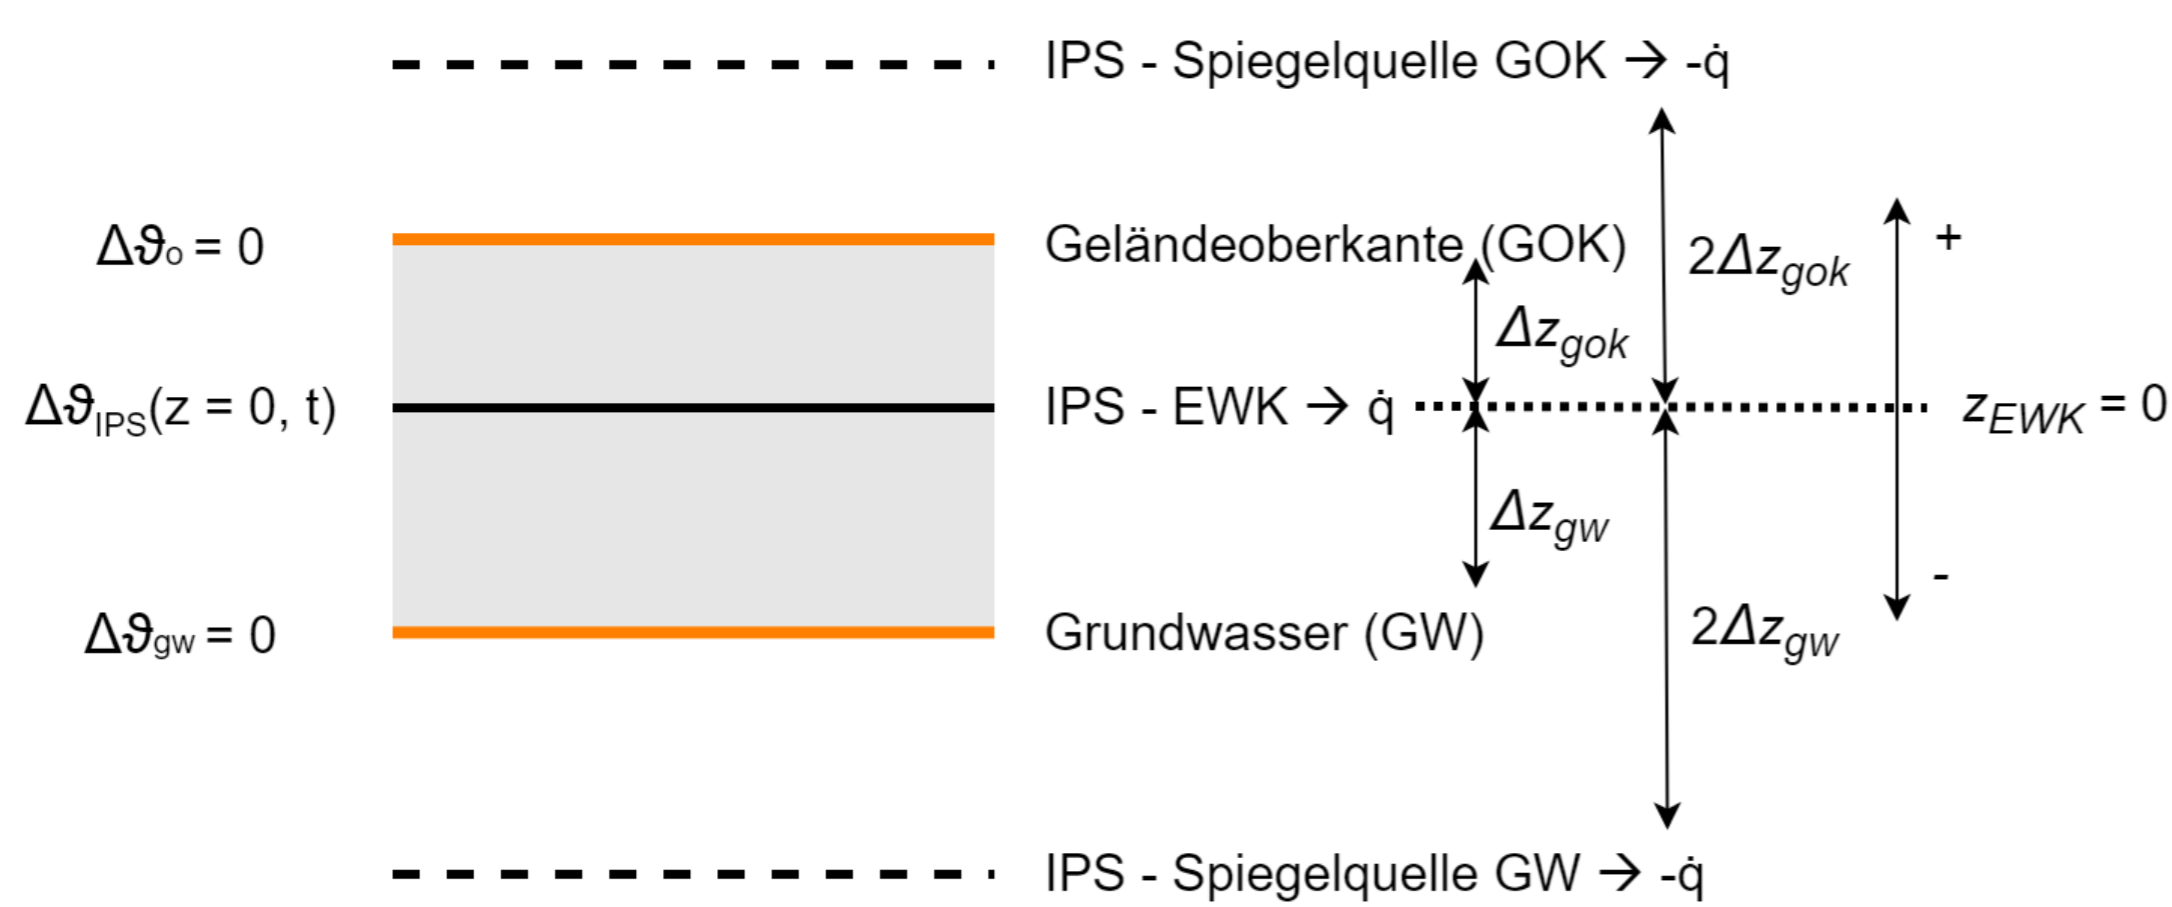 IPS - Spiegelquelle GOK → -q̇
Δϑo = 0
Geländeoberkante (GOK)
2Δzgok
+
Δzgok
ΔϑIPS(z = 0, t)
IPS - EWK → q̇
zEWK = 0
Δzgw
-
Δϑgw = 0
Grundwasser (GW)
2Δzgw
IPS - Spiegelquelle GW → -q̇